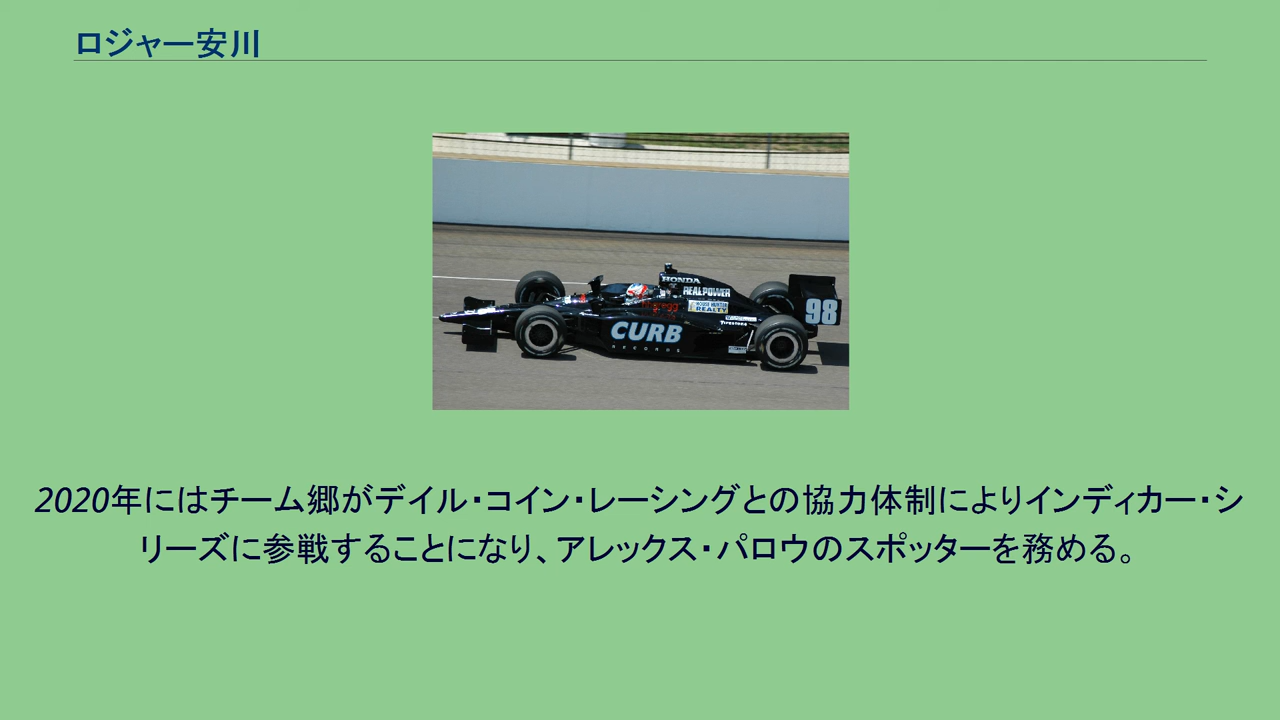 ロジャー安川
HONDA
REALPOWER
HOUSE HUNTER
REALTY
98
CURB
RECORDS
Firestone
2020年にはチーム郷がデイル・コイン・レーシングとの協力体制によりインディカー・シ
リーズに参戦することになり、アレックス・パロウのスポッターを務める。